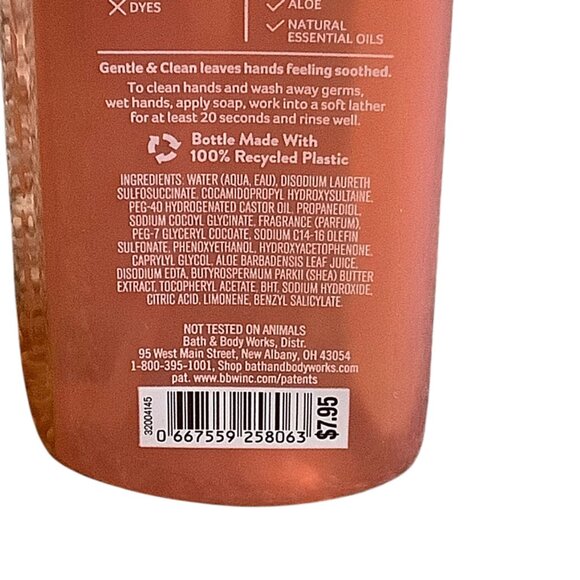 DYES
ALOE
NATURAL
ESSENTIAL OILS
Gentle & Clean leaves hands feeling soothed.
To clean hands and wash away germs,
wet hands, apply soap, work into a soft lather
for at least 20 seconds and rinse well.
Bottle Made With
100% Recycled Plastic
INGREDIENTS: WATER (AQUA, EAU), DISODIUM LAURETH
SULFOSUCCINATE, COCAMIDOPROPYL HYDROXYSULTAINE,
PEG-40 HYDROGENATED CASTOR OIL, PROPANEDIOL,
SODIUM COCOYL GLYCINATE, FRAGRANCE (PARFUM),
PEG-7 GLYCERYL COCOATE, SODIUM C14-16 OLEFIN
SULFONATE, PHENOXYETHANOL, HYDROXYACETOPHENONE,
CAPRYLYL GLYCOL, ALOE BARBADENSIS LEAF JUICE,
DISODIUM EDTA, BUTYROSPERMUM PARKII (SHEA) BUTTER
EXTRACT, TOCOPHERYL ACETATE, BHT, SODIUM HYDROXIDE,
CITRIC ACID, LIMONENE, BENZYL SALICYLATE.
NOT TESTED ON ANIMALS
Bath & Body Works, Distr.
95 West Main Street, New Albany, OH 43054
1-800-395-1001, Shop bathandbodyworks.com
pat. www.bbwinc.com/patents
32004145
0 667559 258063
$7.95